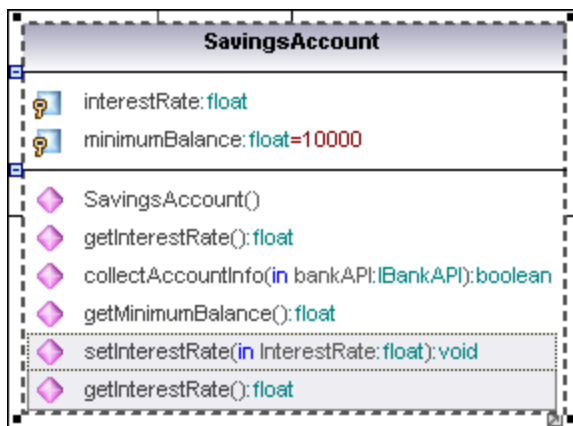 SavingsAccount
interestRate:float
minimumBalance:float=10000
SavingsAccount()
getInterestRate():float
collectAccountInfo(in bankAPI:IBankAPI):boolean
getMinimumBalance():float
setInterestRate(in InterestRate:float):void
getInterestRate():float